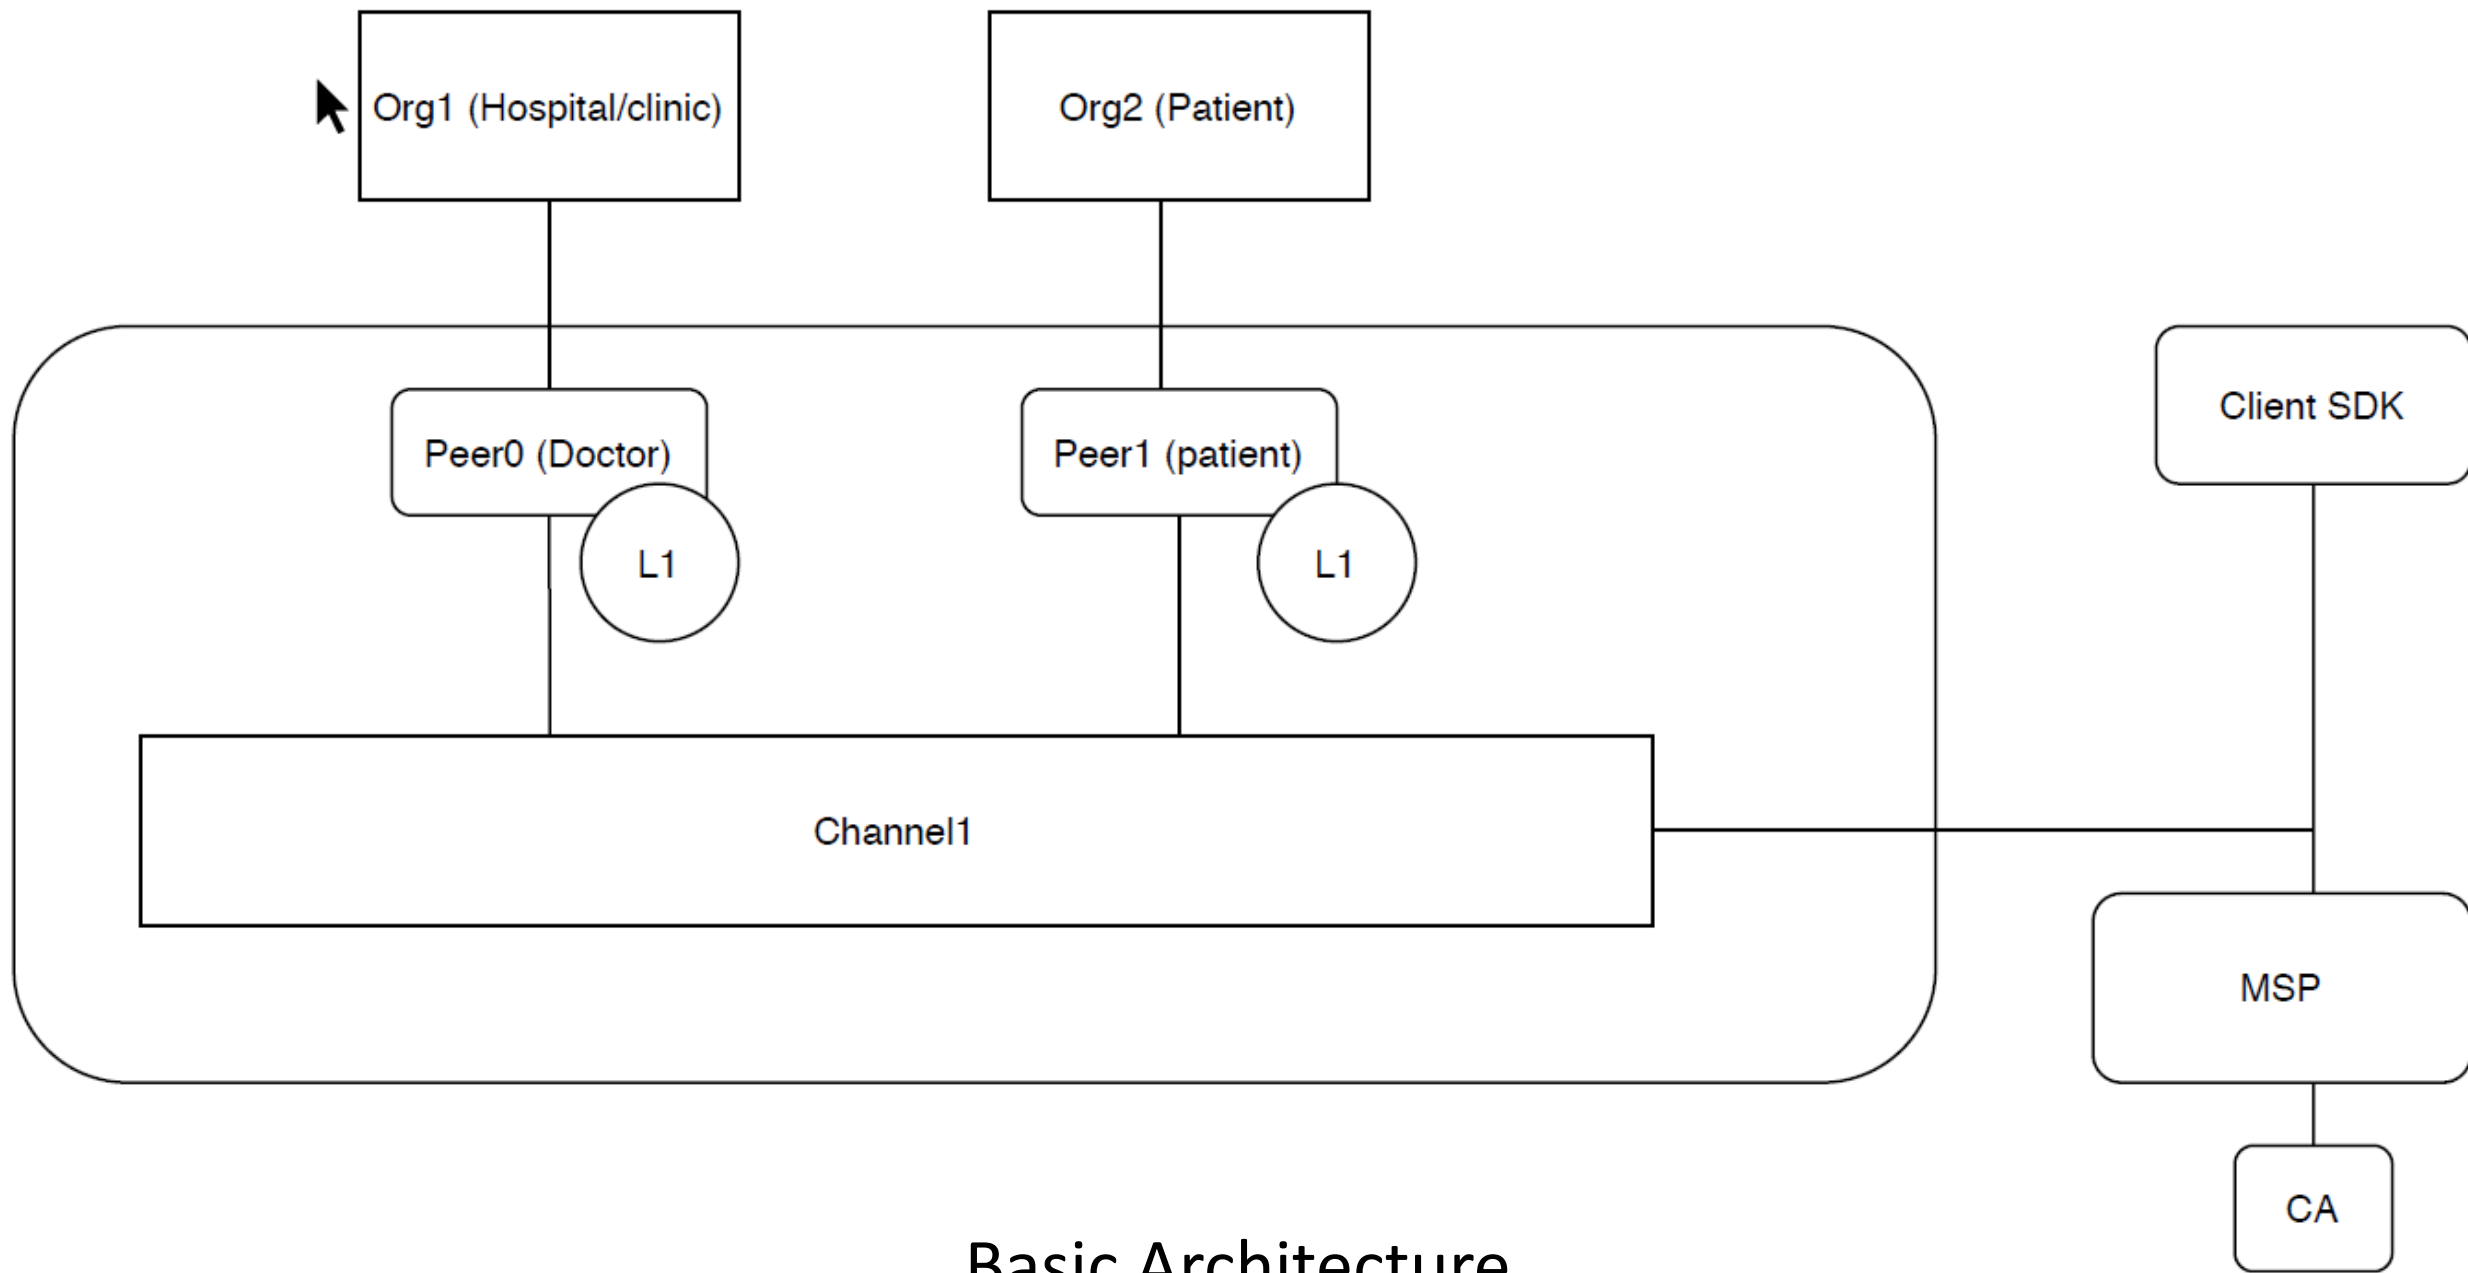 Org1 (Hospital/clinic)
Org2 (Patient)
Peer0 (Doctor)
Peer1 (patient)
Client SDK
L1
L1
Channel1
MSP
CA
Basic Architecture